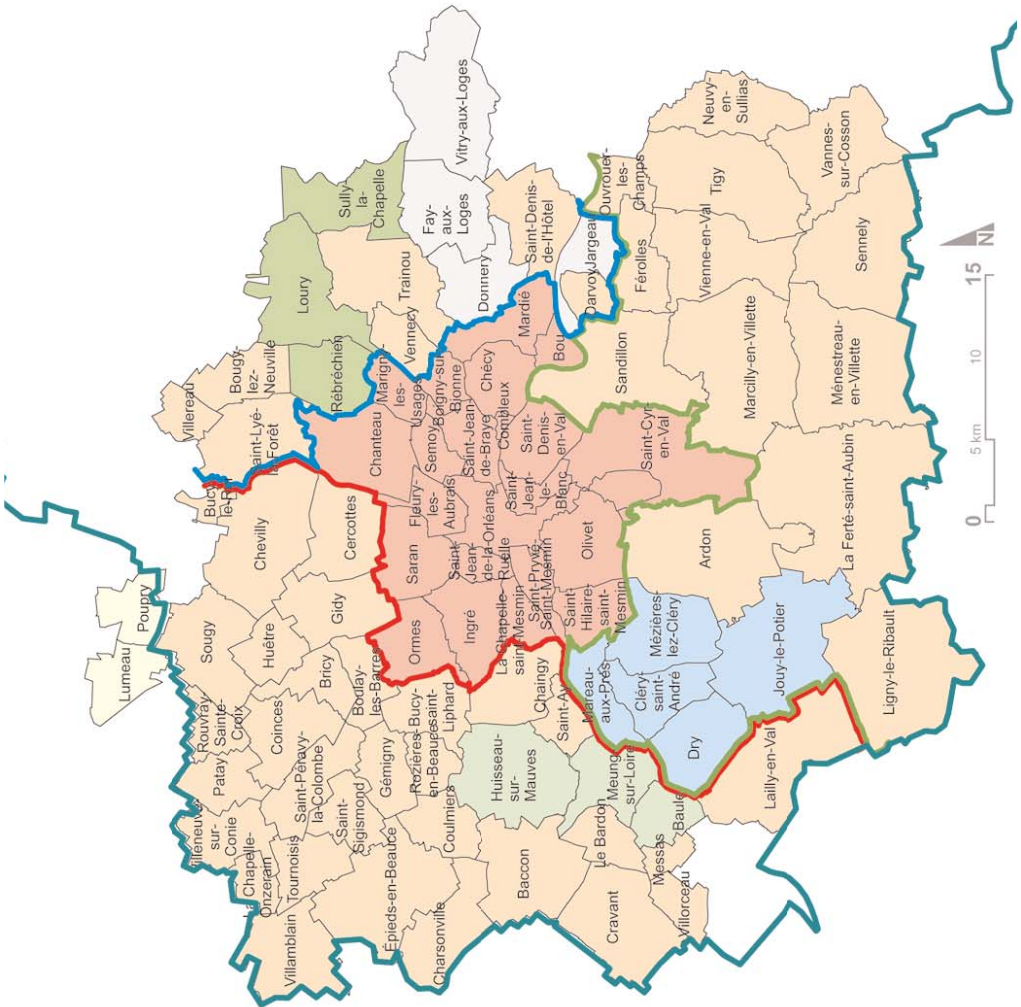 Lumeau
Poupry
Rouvray
Sainte-
Croix
Sougy
Patay
Villeneuve-
sur-
Conie
La Chapelle-
Onzerain
Villamblain
Tournoisis
Saint-Péravy-
la-Colombe
Coinces
Huêtre
Bricy
Boulay-
les-Barres
Gidy
Chevilly
Cercottes
Bucy-
le-Roi
Saint-Lyé-
la-Forêt
Villereau
Bougy-
lez-
Neuville
Rébréchien
Loury
Sully-
la-
Chapelle
Trainou
Vennecy
Vitry-aux-Loges
Fay-
aux-
Loges
Donnery
Saint-Denis-
de-l'Hôtel
Saint-
Sigismond
Gémigny
Rozières-
en-Beauce
Bucy-
saint-
Liphard
Coulmiers
Épieds-en-Beauce
Charsonville
Baccon
Huisseau-
sur-
Mauves
Cravant
Le Bardon
Meung-
sur-Loire
Messas
Baule
Villorceau
Chaingy
Saint-Ay
Ormes
Saran
Ingré
La Chapelle-
saint-Mesmin
Saint-
Jean-
de-la-
Ruelle
Orléans
Fleury-
les-
Aubrais
Chanteau
Marigny-
les-
Usages
Semoy
Boigny-sur-
Bionne
Saint-Jean-
de-Braye
Chécy
Combleux
Mardié
Bou
Saint-
Jean-
le-
Blanc
Saint-
Denis-
en-Val
Saint-Cyr-
en-Val
Saint-Pryvé-
Saint-Mesmin
Saint-
Hilaire-
saint-
Mesmin
Olivet
Mareau-
aux-Prés
Cléry-
saint-
André
Mézières-
lez-Cléry
Dry
Jouy-le-Potier
Lailly-en-Val
Ligny-le-Ribault
Ardon
La Ferté-saint-Aubin
Sandillon
Darvoy
Jargeau
Férolles
Ouvrouer-
les-
Champs
Marcilly-en-Villette
Vienne-en-Val
Tigy
Neuvy-
en-
Sullias
Ménestreau-
en-Villette
Sennely
Vannes-
sur-Cosson
0
5 km
10
15
N